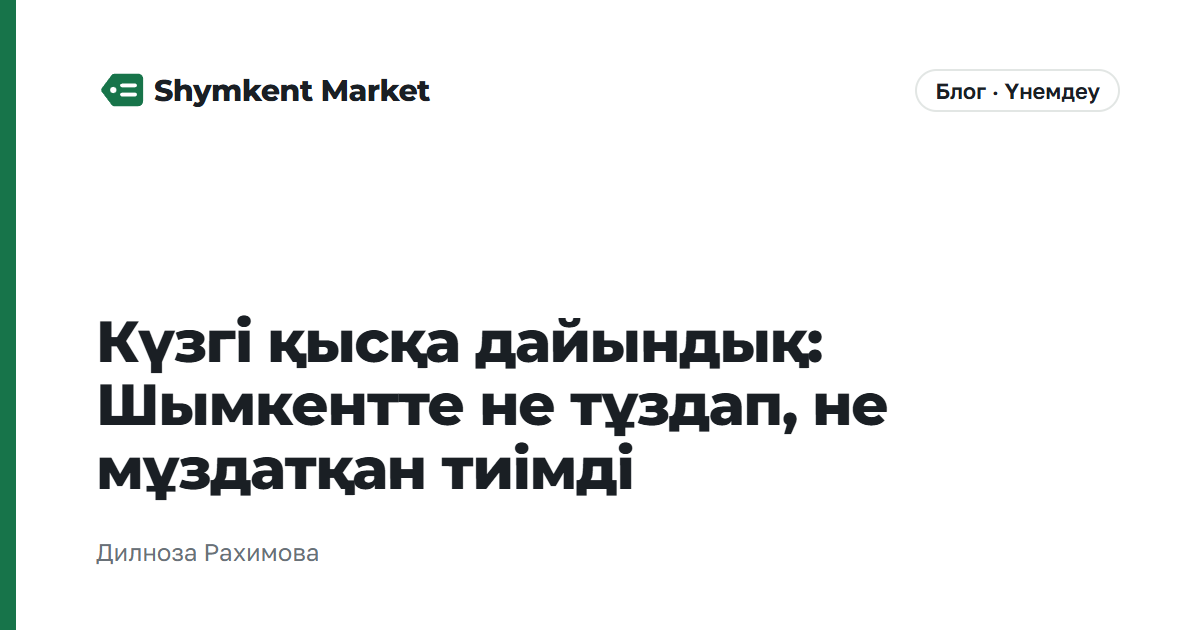 Shymkent Market
Блог · Үнемдеу
Күзгі қысқа дайындық:
Шымкентте не тұздап, не
мұздатқан тиімді
Дилноза Рахимова